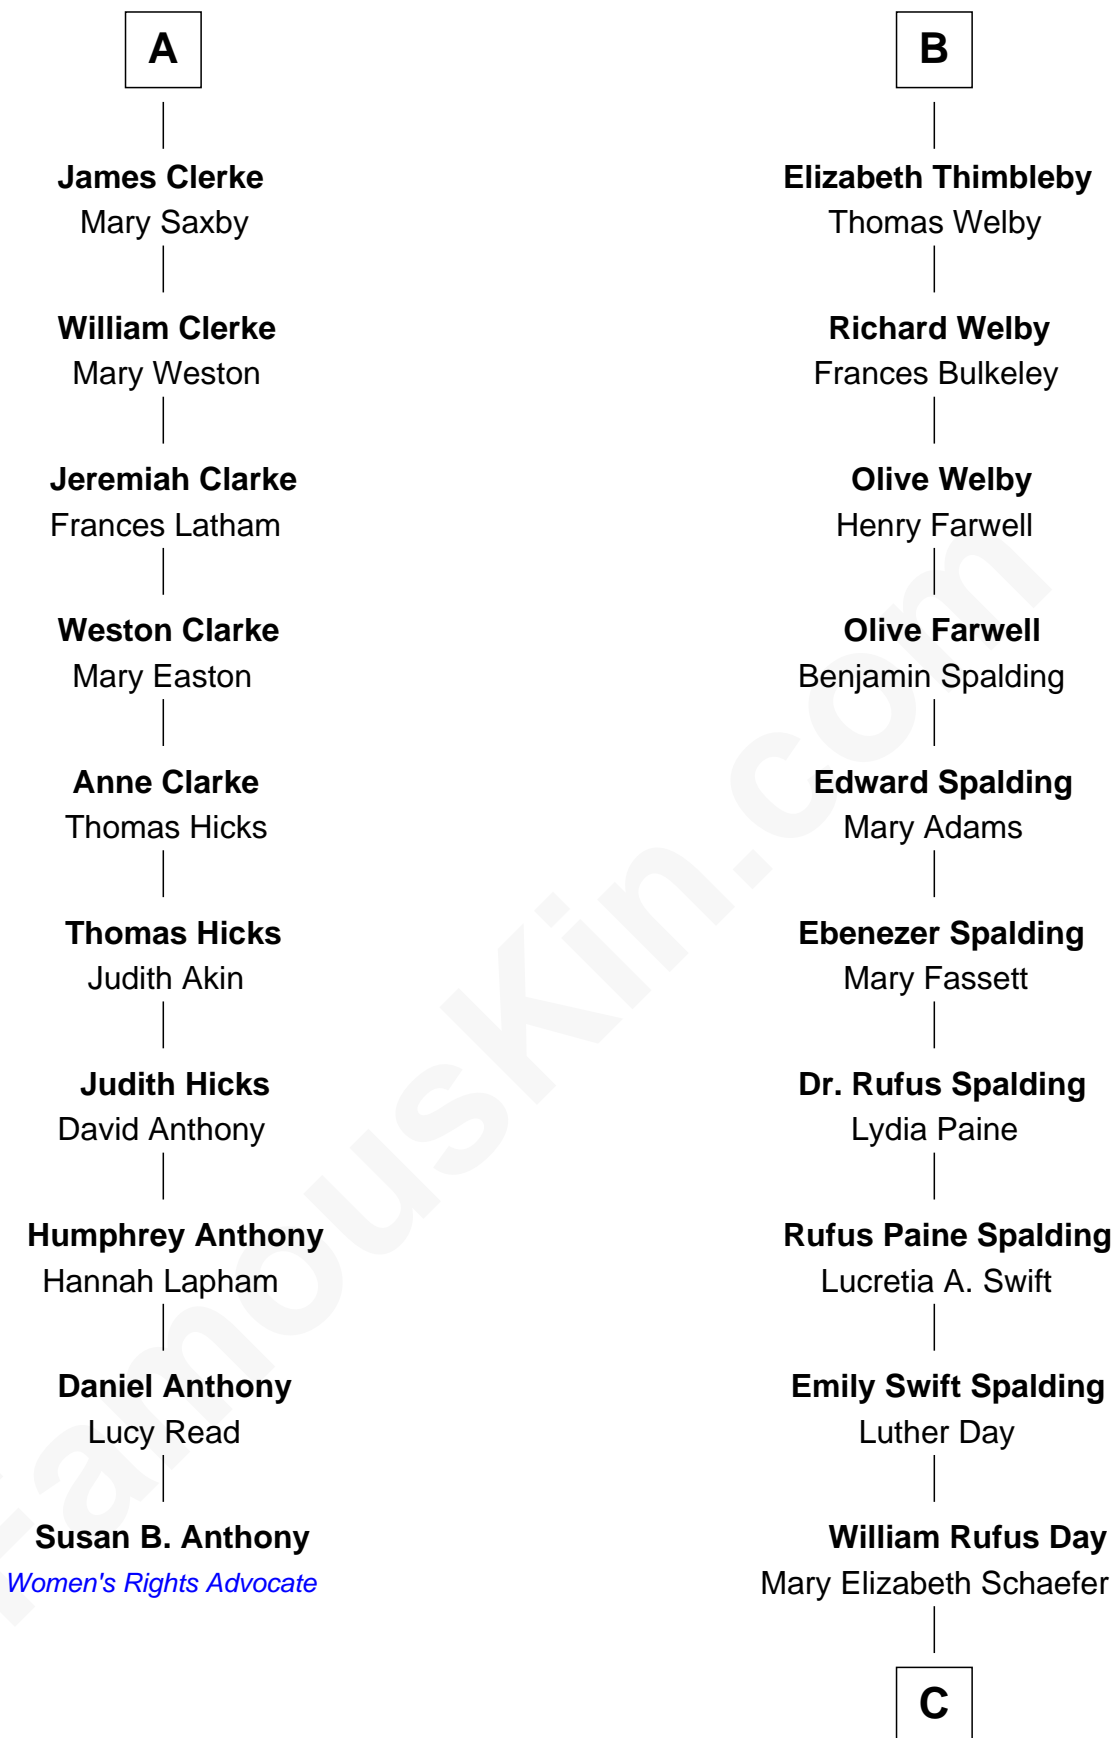 A
James Clerke
Mary Saxby
William Clerke
Mary Weston
Jeremiah Clarke
Frances Latham
Weston Clarke
Mary Easton
Anne Clarke
Thomas Hicks
Thomas Hicks
Judith Akin
Judith Hicks
David Anthony
Humphrey Anthony
Hannah Lapham
Daniel Anthony
Lucy Read
Susan B. Anthony
Women's Rights Advocate
B
Elizabeth Thimbleby
Thomas Welby
Richard Welby
Frances Bulkeley
Olive Welby
Henry Farwell
Olive Farwell
Benjamin Spalding
Edward Spalding
Mary Adams
Ebenezer Spalding
Mary Fassett
Dr. Rufus Spalding
Lydia Paine
Rufus Paine Spalding
Lucretia A. Swift
Emily Swift Spalding
Luther Day
William Rufus Day
Mary Elizabeth Schaefer
C
FamousKin.com